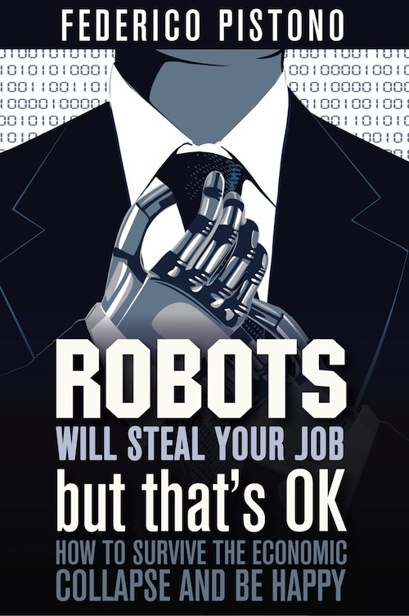 FEDERICO PISTONO
ROBOTS
WILL STEAL YOUR JOB
but that's OK
HOW TO SURVIVE THE ECONOMIC
COLLAPSE AND BE HAPPY